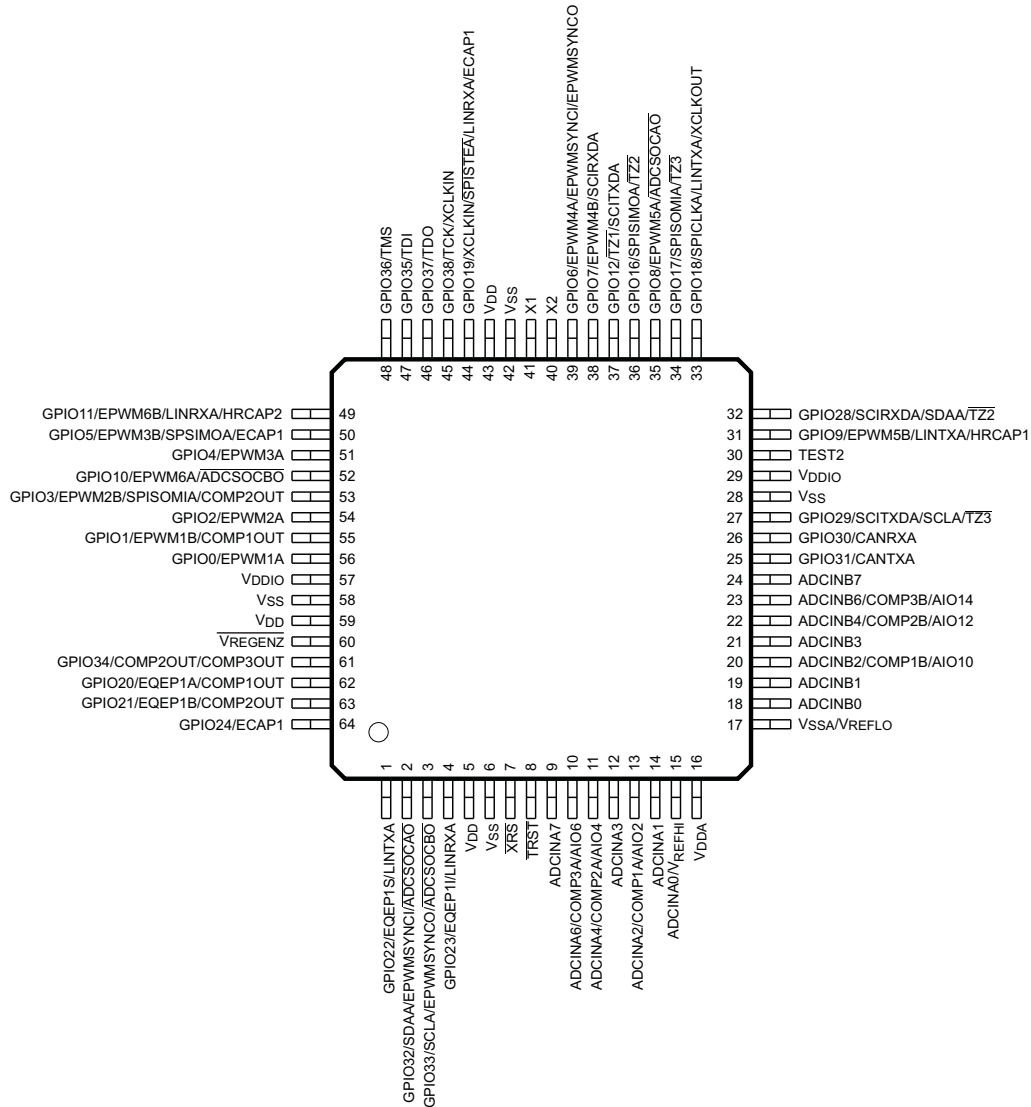 GPIO36/TMS
GPIO35/TDI
GPIO37/TDO
GPIO38/TCK/XCLKIN
GPIO19/XCLKIN/SPISTEA/LINRXA/ECAP1
VDD
VSS
X1
X2
GPIO6/EPWM4A/EPWMSYNCI/EPWMSYNCO
GPIO7/EPWM4B/SCIRXDA
GPIO12/TZ1/SCITXDA
GPIO16/SPISIMOA/TZ2
GPIO8/EPWM5A/ADCSOCAO
GPIO17/SPISOMIA/TZ3
GPIO18/SPICLKA/LINTXA/XCLKOUT
48 47 46 45 44 43 42 41 40 39 38 37 36 35 34 33
GPIO11/EPWM6B/LINRXA/HRCAP2 49
GPIO5/EPWM3B/SPSIMOA/ECAP1 50
GPIO4/EPWM3A 51
GPIO10/EPWM6A/ADCSOCBO 52
GPIO3/EPWM2B/SPISOMIA/COMP2OUT 53
GPIO2/EPWM2A 54
GPIO1/EPWM1B/COMP1OUT 55
GPIO0/EPWM1A 56
VDDIO 57
VSS 58
VDD 59
VREGENZ 60
GPIO34/COMP2OUT/COMP3OUT 61
GPIO20/EQEP1A/COMP1OUT 62
GPIO21/EQEP1B/COMP2OUT 63
GPIO24/ECAP1 64
32 GPIO28/SCIRXDA/SDAA/TZ2
31 GPIO9/EPWM5B/LINTXA/HRCAP1
30 TEST2
29 VDDIO
28 VSS
27 GPIO29/SCITXDA/SCLA/TZ3
26 GPIO30/CANRXA
25 GPIO31/CANTXA
24 ADCINB7
23 ADCINB6/COMP3B/AIO14
22 ADCINB4/COMP2B/AIO12
21 ADCINB3
20 ADCINB2/COMP1B/AIO10
19 ADCINB1
18 ADCINB0
17 VSSA/VREFLO
1 2 3 4 5 6 7 8 9 10 11 12 13 14 15 16
GPIO22/EQEP1S/LINTXA
GPIO32/SDAA/EPWMSYNCI/ADCSOCAO
GPIO33/SCLA/EPWMSYNCO/ADCSOCBO
GPIO23/EQEP1I/LINRXA
VDD
VSS
XRS
TRST
ADCINA7
ADCINA6/COMP3A/AIO6
ADCINA4/COMP2A/AIO4
ADCINA3
ADCINA2/COMP1A/AIO2
ADCINA1
ADCINA0/VREFHI
VDDA